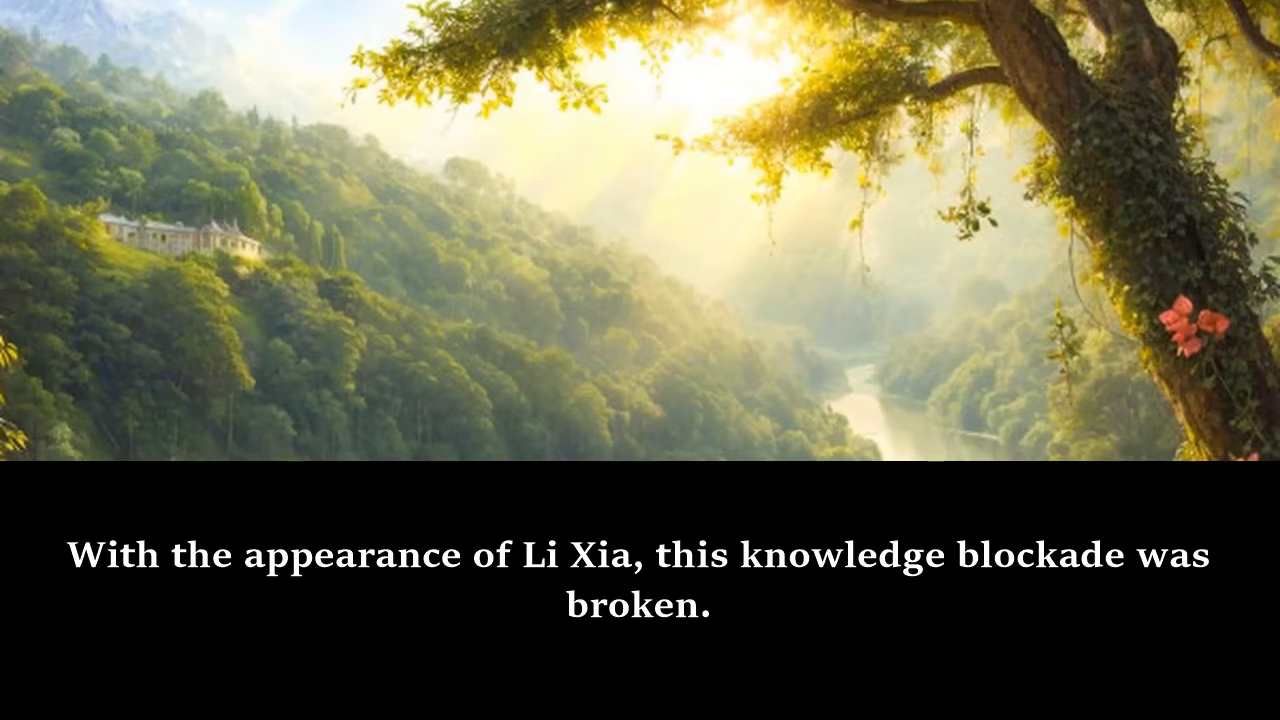 With the appearance of Li Xia, this knowledge blockade was
broken.